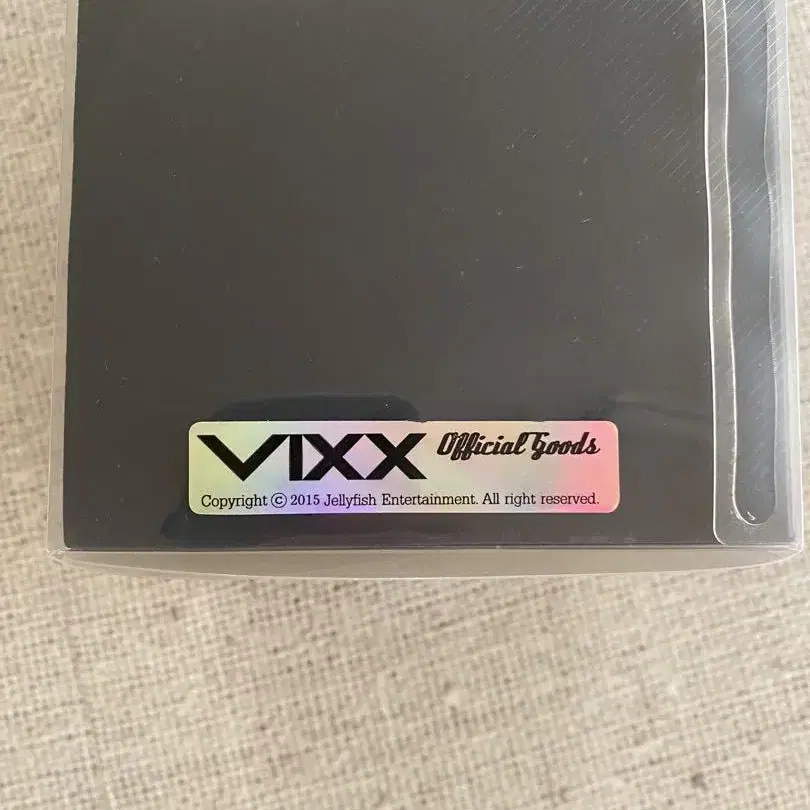 VIXX Official Goods
Copyright ⓒ 2015 Jellyfish Entertainment. All right reserved.